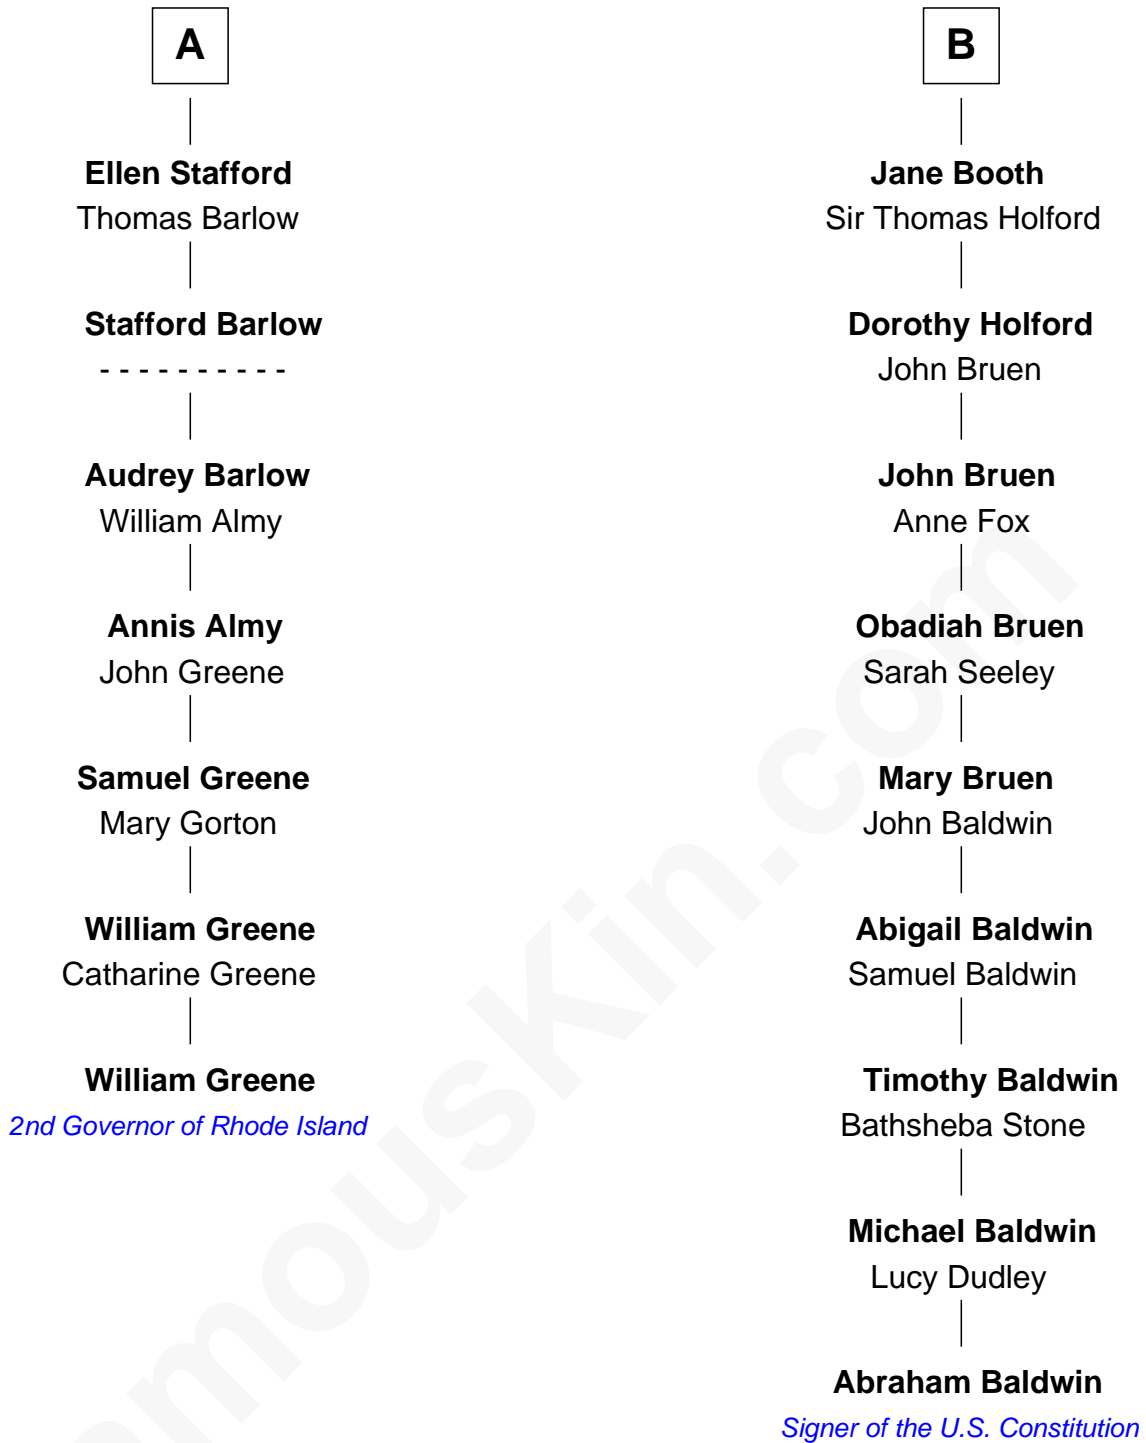 A
Ellen Stafford
Thomas Barlow
Stafford Barlow
- - - - - - - - - -
Audrey Barlow
William Almy
Annis Almy
John Greene
Samuel Greene
Mary Gorton
William Greene
Catharine Greene
William Greene
2nd Governor of Rhode Island
B
Jane Booth
Sir Thomas Holford
Dorothy Holford
John Bruen
John Bruen
Anne Fox
Obadiah Bruen
Sarah Seeley
Mary Bruen
John Baldwin
Abigail Baldwin
Samuel Baldwin
Timothy Baldwin
Bathsheba Stone
Michael Baldwin
Lucy Dudley
Abraham Baldwin
Signer of the U.S. Constitution
mouskin.com